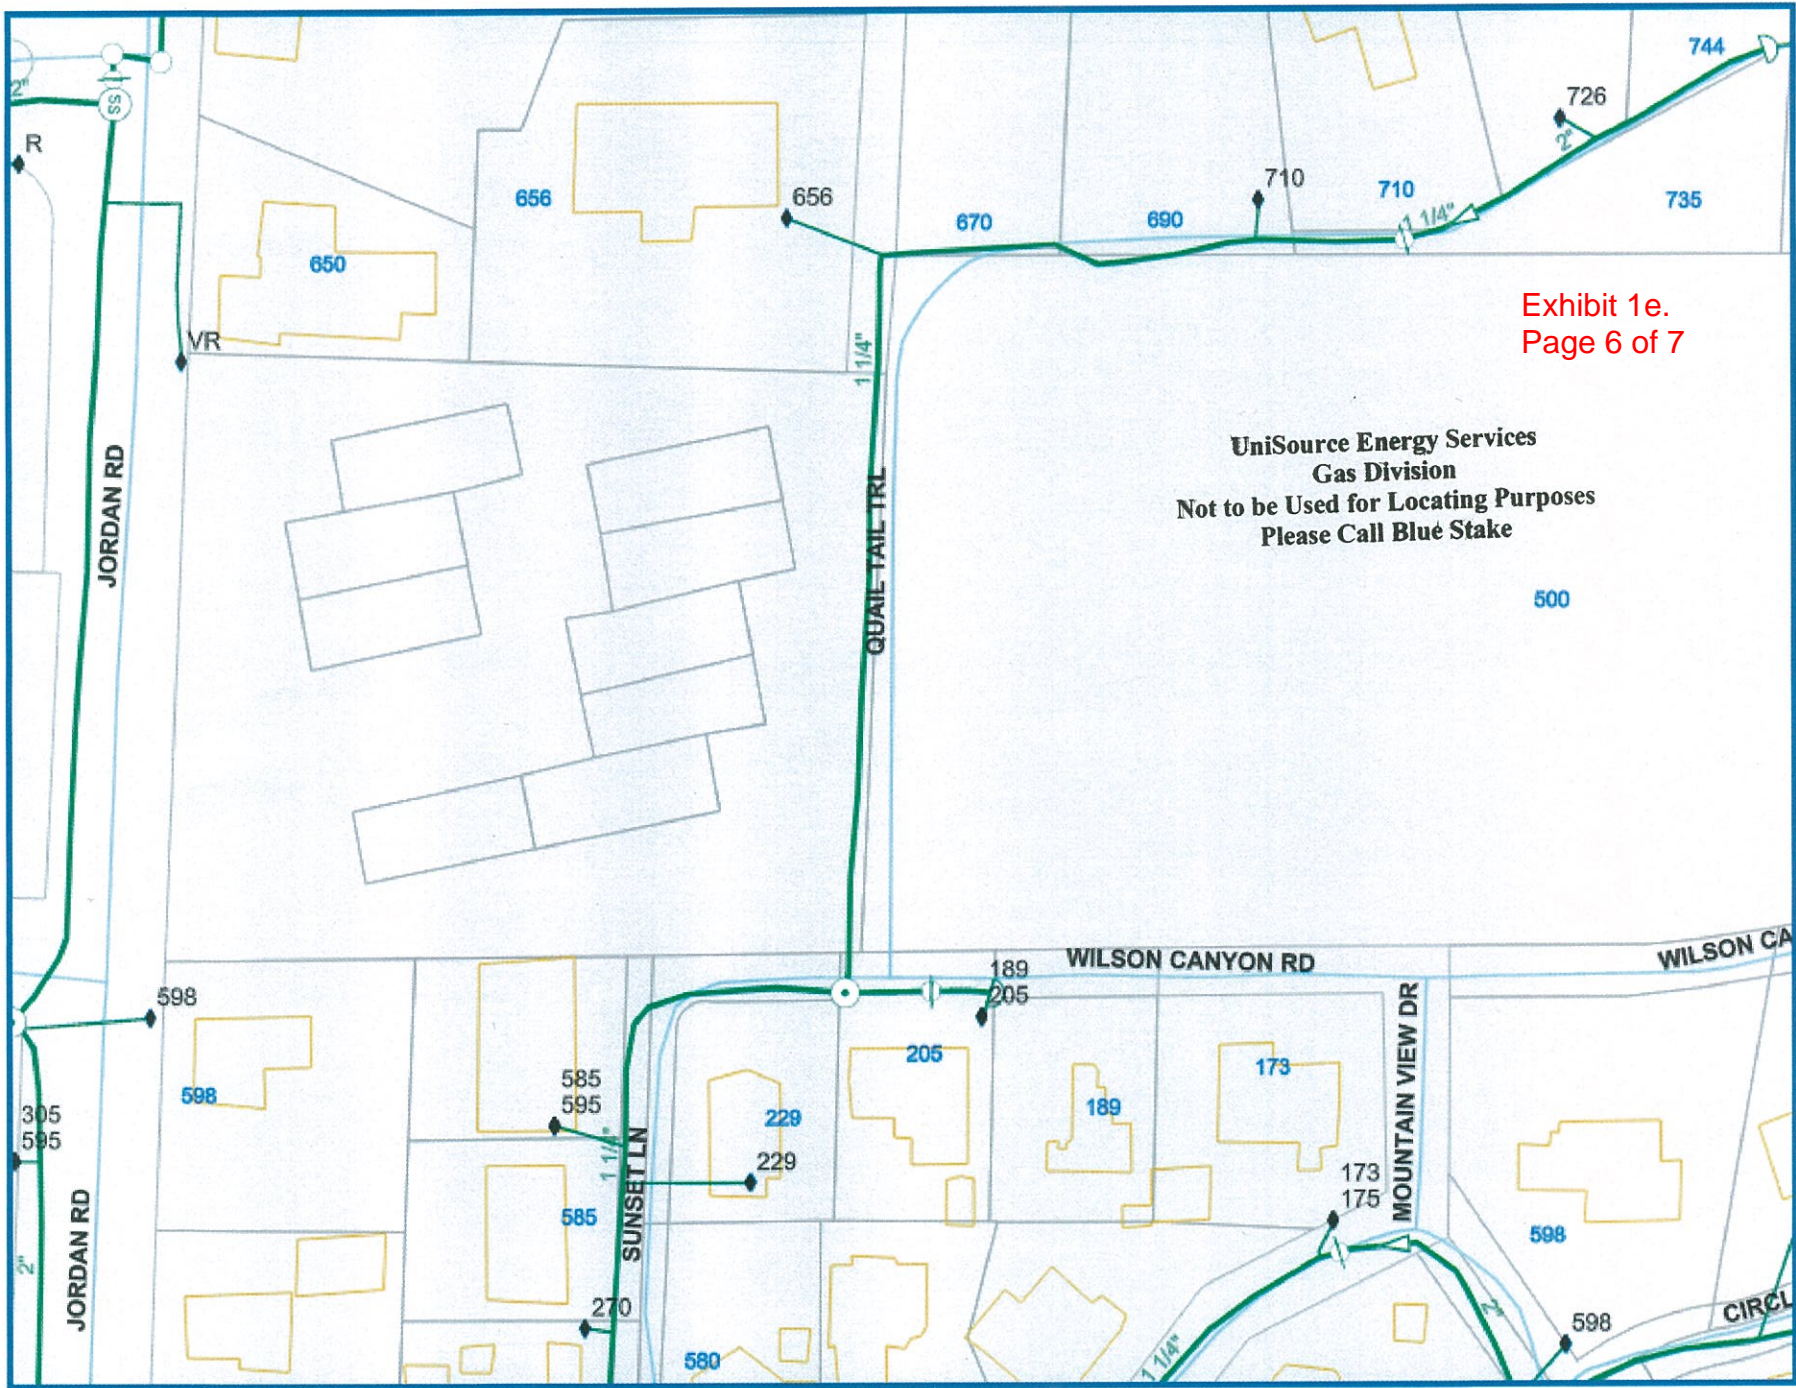 744
2"
SS
726
2"
R
656
656
710
710
735
670
690
1 1/4"
650
Exhibit 1e.
Page 6 of 7
VR
1 1/4"
UniSource Energy Services
Gas Division
Not to be Used for Locating Purposes
Please Call Blue Stake
JORDAN RD
QUAIL TAIL TRL
500
WILSON CANYON RD
WILSON CA
189
205
598
205
173
585
595
598
189
229
305
595
1 1/4"
SUNSET LN
229
MOUNTAIN VIEW DR
173
175
585
598
2"
JORDAN RD
270
2"
CIRCL
598
580
1 1/4"